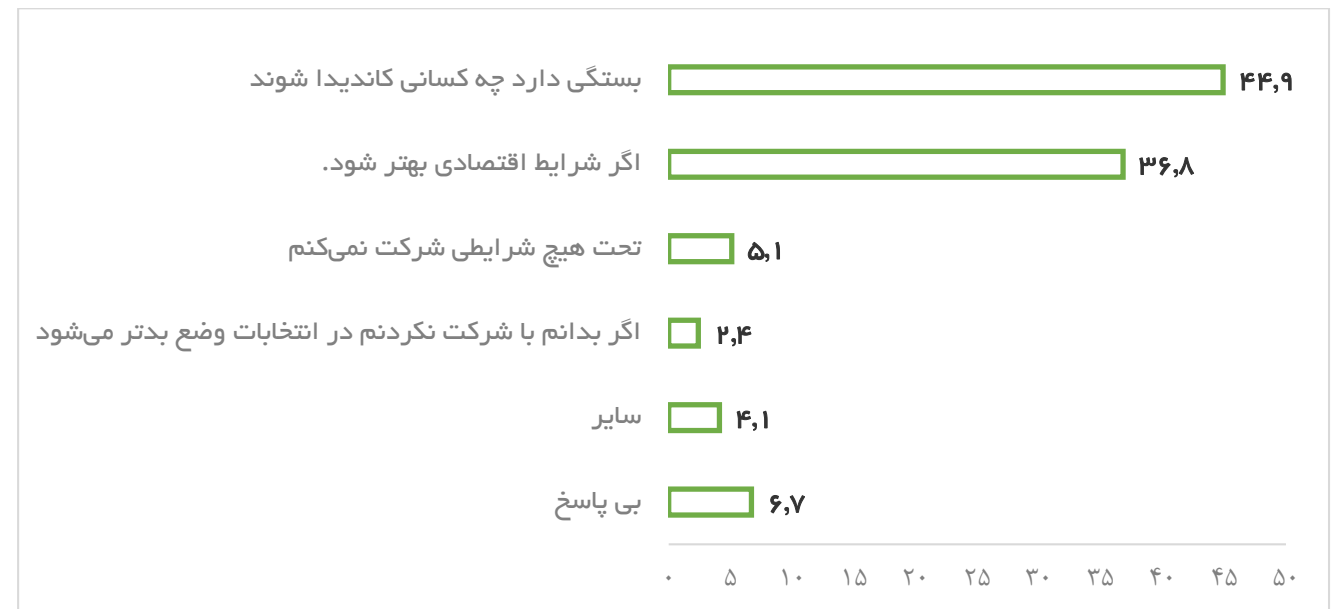 بستگی دارد چه کسانی کاندیدا شوند ۴۴,۹
اگر شرایط اقتصادی بهتر شود. ۳۶,۸
تحت هیچ شرایطی شرکت نمی‌کنم ۵,۱
اگر بدانم با شرکت نکردنم در انتخابات وضع بدتر می‌شود ۲,۴
سایر ۴,۱
بی پاسخ ۶,۷
۰ ۵ ۱۰ ۱۵ ۲۰ ۲۵ ۳۰ ۳۵ ۴۰ ۴۵ ۵۰